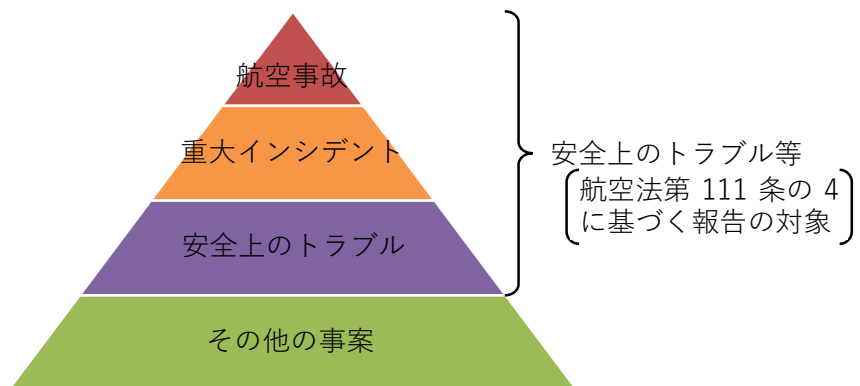 航空事故
重大インシデント
安全上のトラブル
その他の事案
安全上のトラブル等
航空法第 111 条の 4
に基づく報告の対象